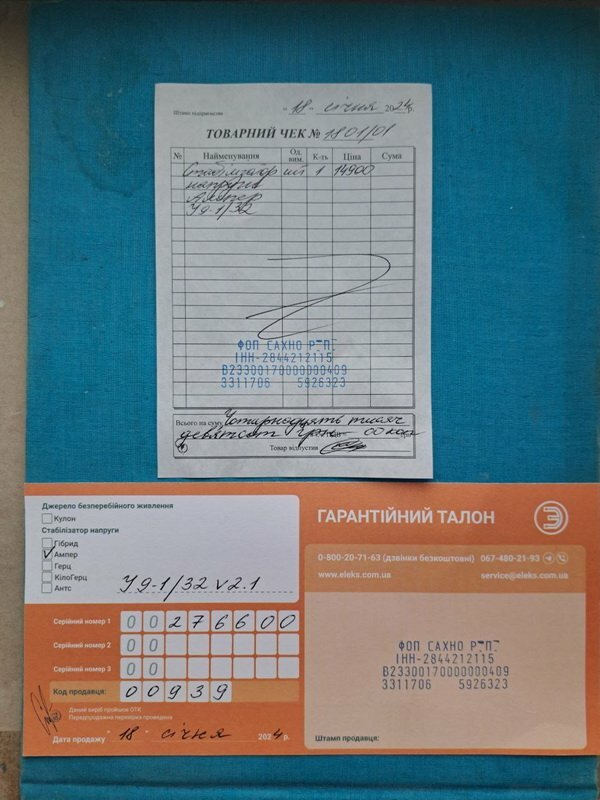 Штамп підприємства
" 18 " січня 2024р.
ТОВАРНИЙ ЧЕК № 1801/01
№ Найменування Од. вим. К-ть Ціна Сума
Стабілізатор шт 1 14900
напруги
Ампер
У 9-1/32
ФОП САХНО Р.П.
ІНН-2844212115
В23300170000000409
3311706 5926323
Всього на суму Чотирнадцять тисяч
девятсот грн 00 коп
Товар відпустив
Джерело безперебійного живлення
Кулон
Стабілізатор напруги
Гібрид
Ампер
Герц
КілоГерц
Антс
У 9-1/32 v2.1
Серійний номер 1 0 0 2 7 6 6 0 0
Серійний номер 2 0 0
Серійний номер 3 0 0
Код продавця: 0 0 9 3 9
Даний виріб пройшов ОТК
Передпродажна перевірка проведена
Дата продажу " 18 " січня 2024 р.
ГАРАНТІЙНИЙ ТАЛОН
0-800-20-71-63 (дзвінки безкоштовні) 067-480-21-93
www.eleks.com.ua service@eleks.com.ua
ФОП САХНО Р.П.
ІНН-2844212115
В23300170000000409
3311706 5926323
Штамп продавця: